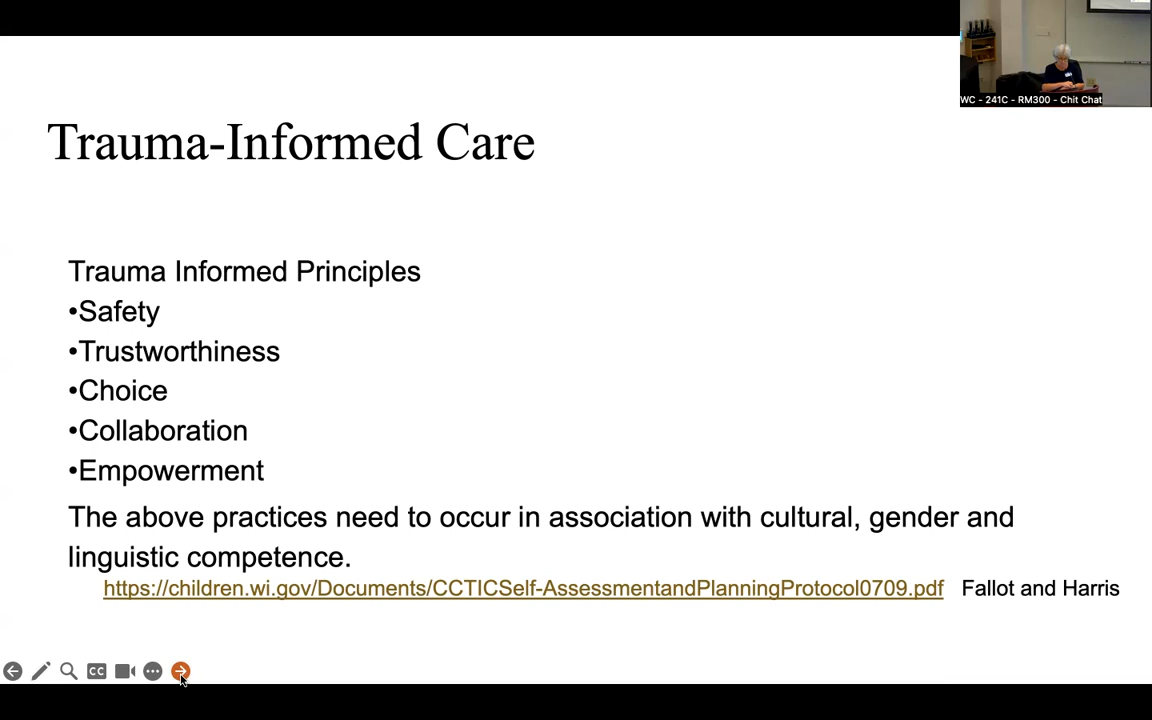 WC - 241C - RM300 - Chit Chat
Trauma-Informed Care
Trauma Informed Principles
•Safety
•Trustworthiness
•Choice
•Collaboration
•Empowerment
The above practices need to occur in association with cultural, gender and
linguistic competence.
https://children.wi.gov/Documents/CCTICSelf-AssessmentandPlanningProtocol0709.pdf Fallot and Harris
CC